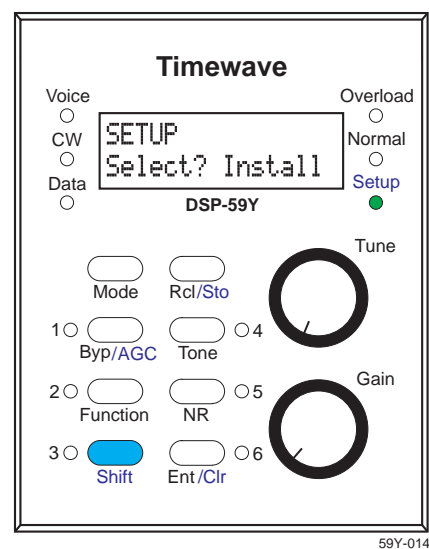 Timewave
Voice
Overload
SETUP
CW
Normal
Select? Install
Data
Setup
DSP-59Y
Tune
Mode
Rcl/Sto
1
4
Byp/AGC
Tone
Gain
2
5
Function
NR
3
6
Shift
Ent/Clr
59Y-014